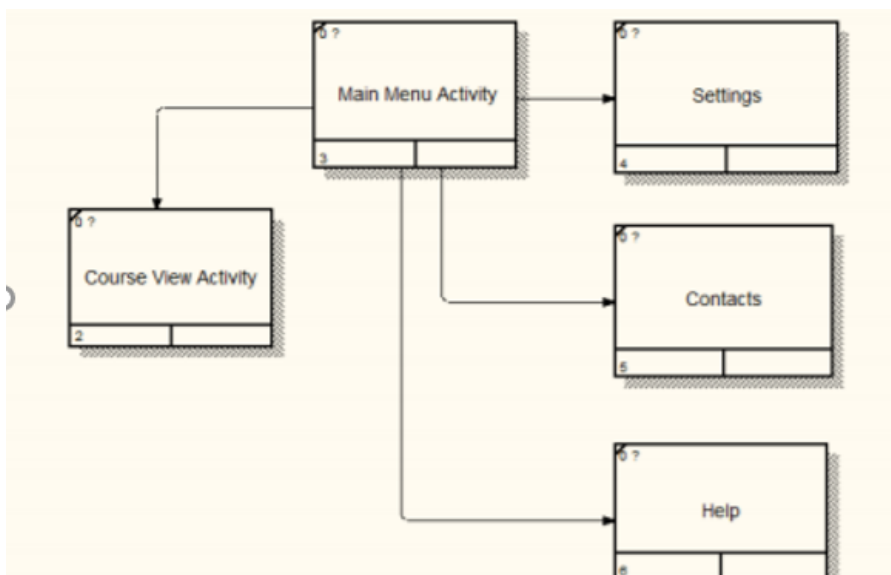 0 ?
Main Menu Activity
3
0 ?
Settings
4
0 ?
Course View Activity
2
0 ?
Contacts
5
0 ?
Help
6